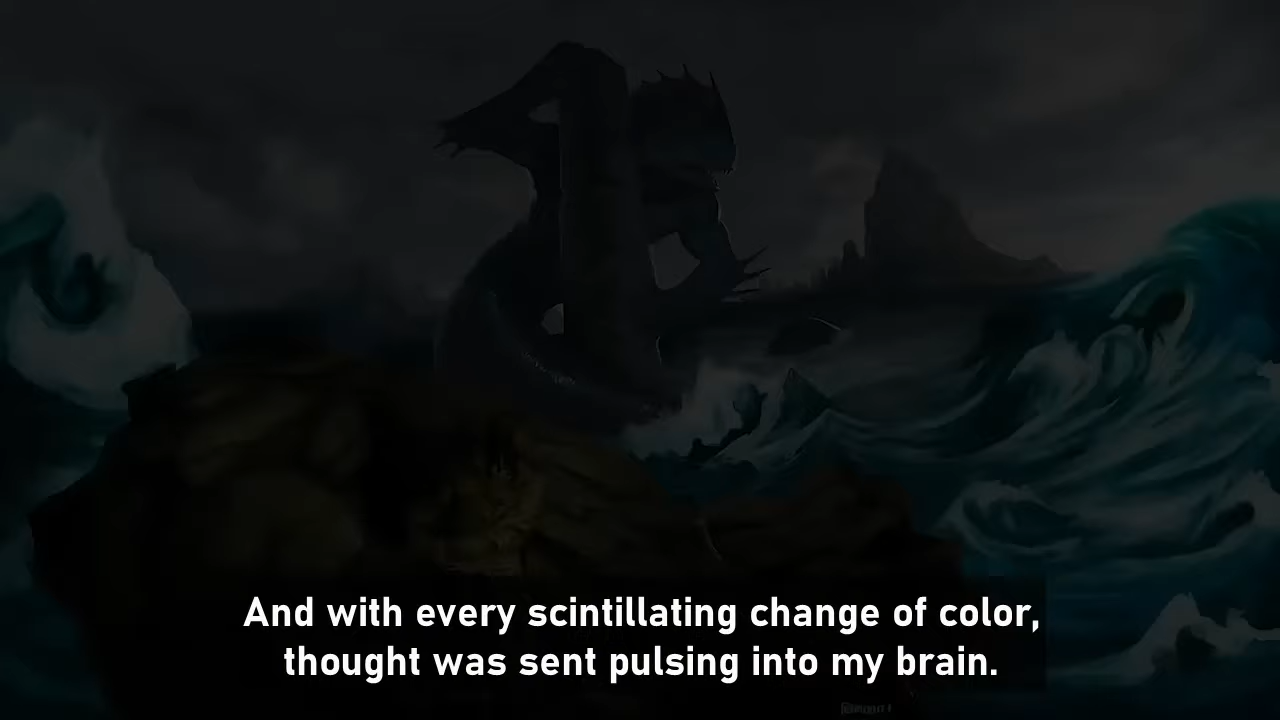 And with every scintillating change of color,
thought was sent pulsing into my brain.